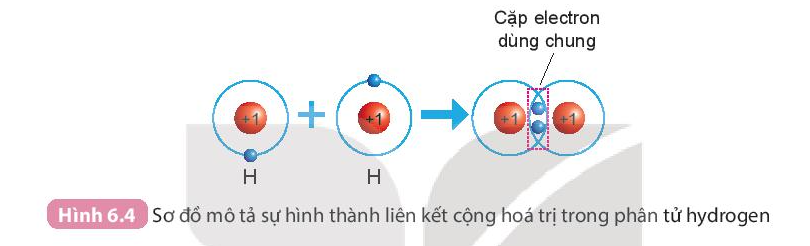 Cặp electron
dùng chung
+1 + +1 +1 +1
H H
Hình 6.4 Sơ đồ mô tả sự hình thành liên kết cộng hoá trị trong phân tử hydrogen